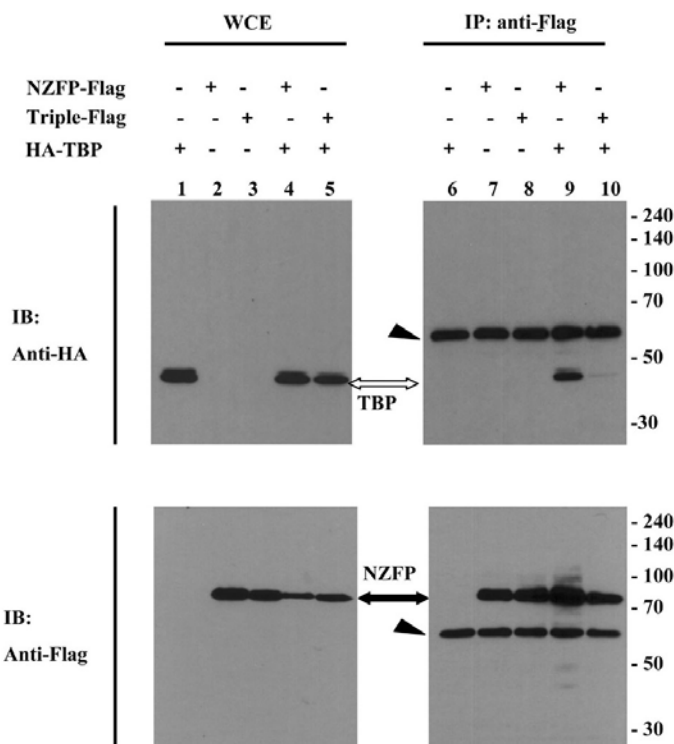 WCE IP: anti-Flag
NZFP-Flag - + - + - - + - + -
Triple-Flag - - + - + - - + - +
HA-TBP + - - + + + - - + +
1 2 3 4 5 6 7 8 9 10
- 240
- 140
- 100
- 70
IB:
Anti-HA
- 50
TBP
-30
- 240
- 140
NZFP
- 100
- 70
IB:
Anti-Flag
- 50
- 30